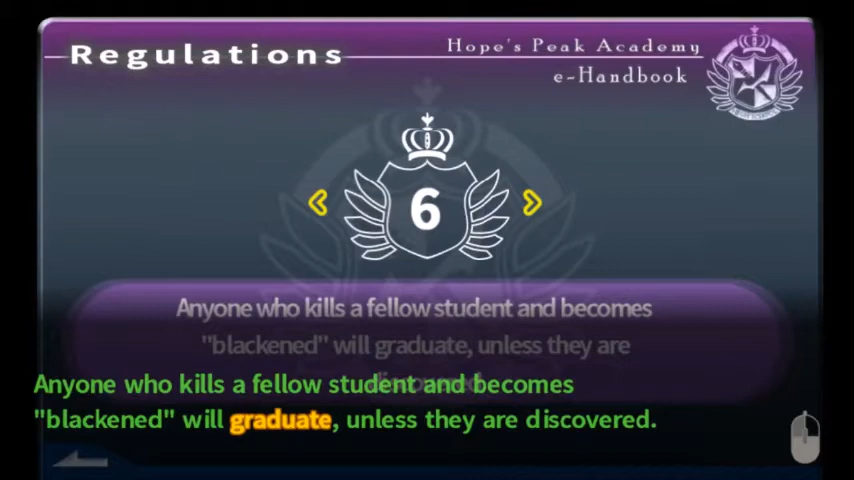 Regulations
Hope's Peak Academy
e-Handbook
6
Anyone who kills a fellow student and becomes
"blackened" will graduate, unless they are
discovered.
Anyone who kills a fellow student and becomes
"blackened" will graduate, unless they are discovered.